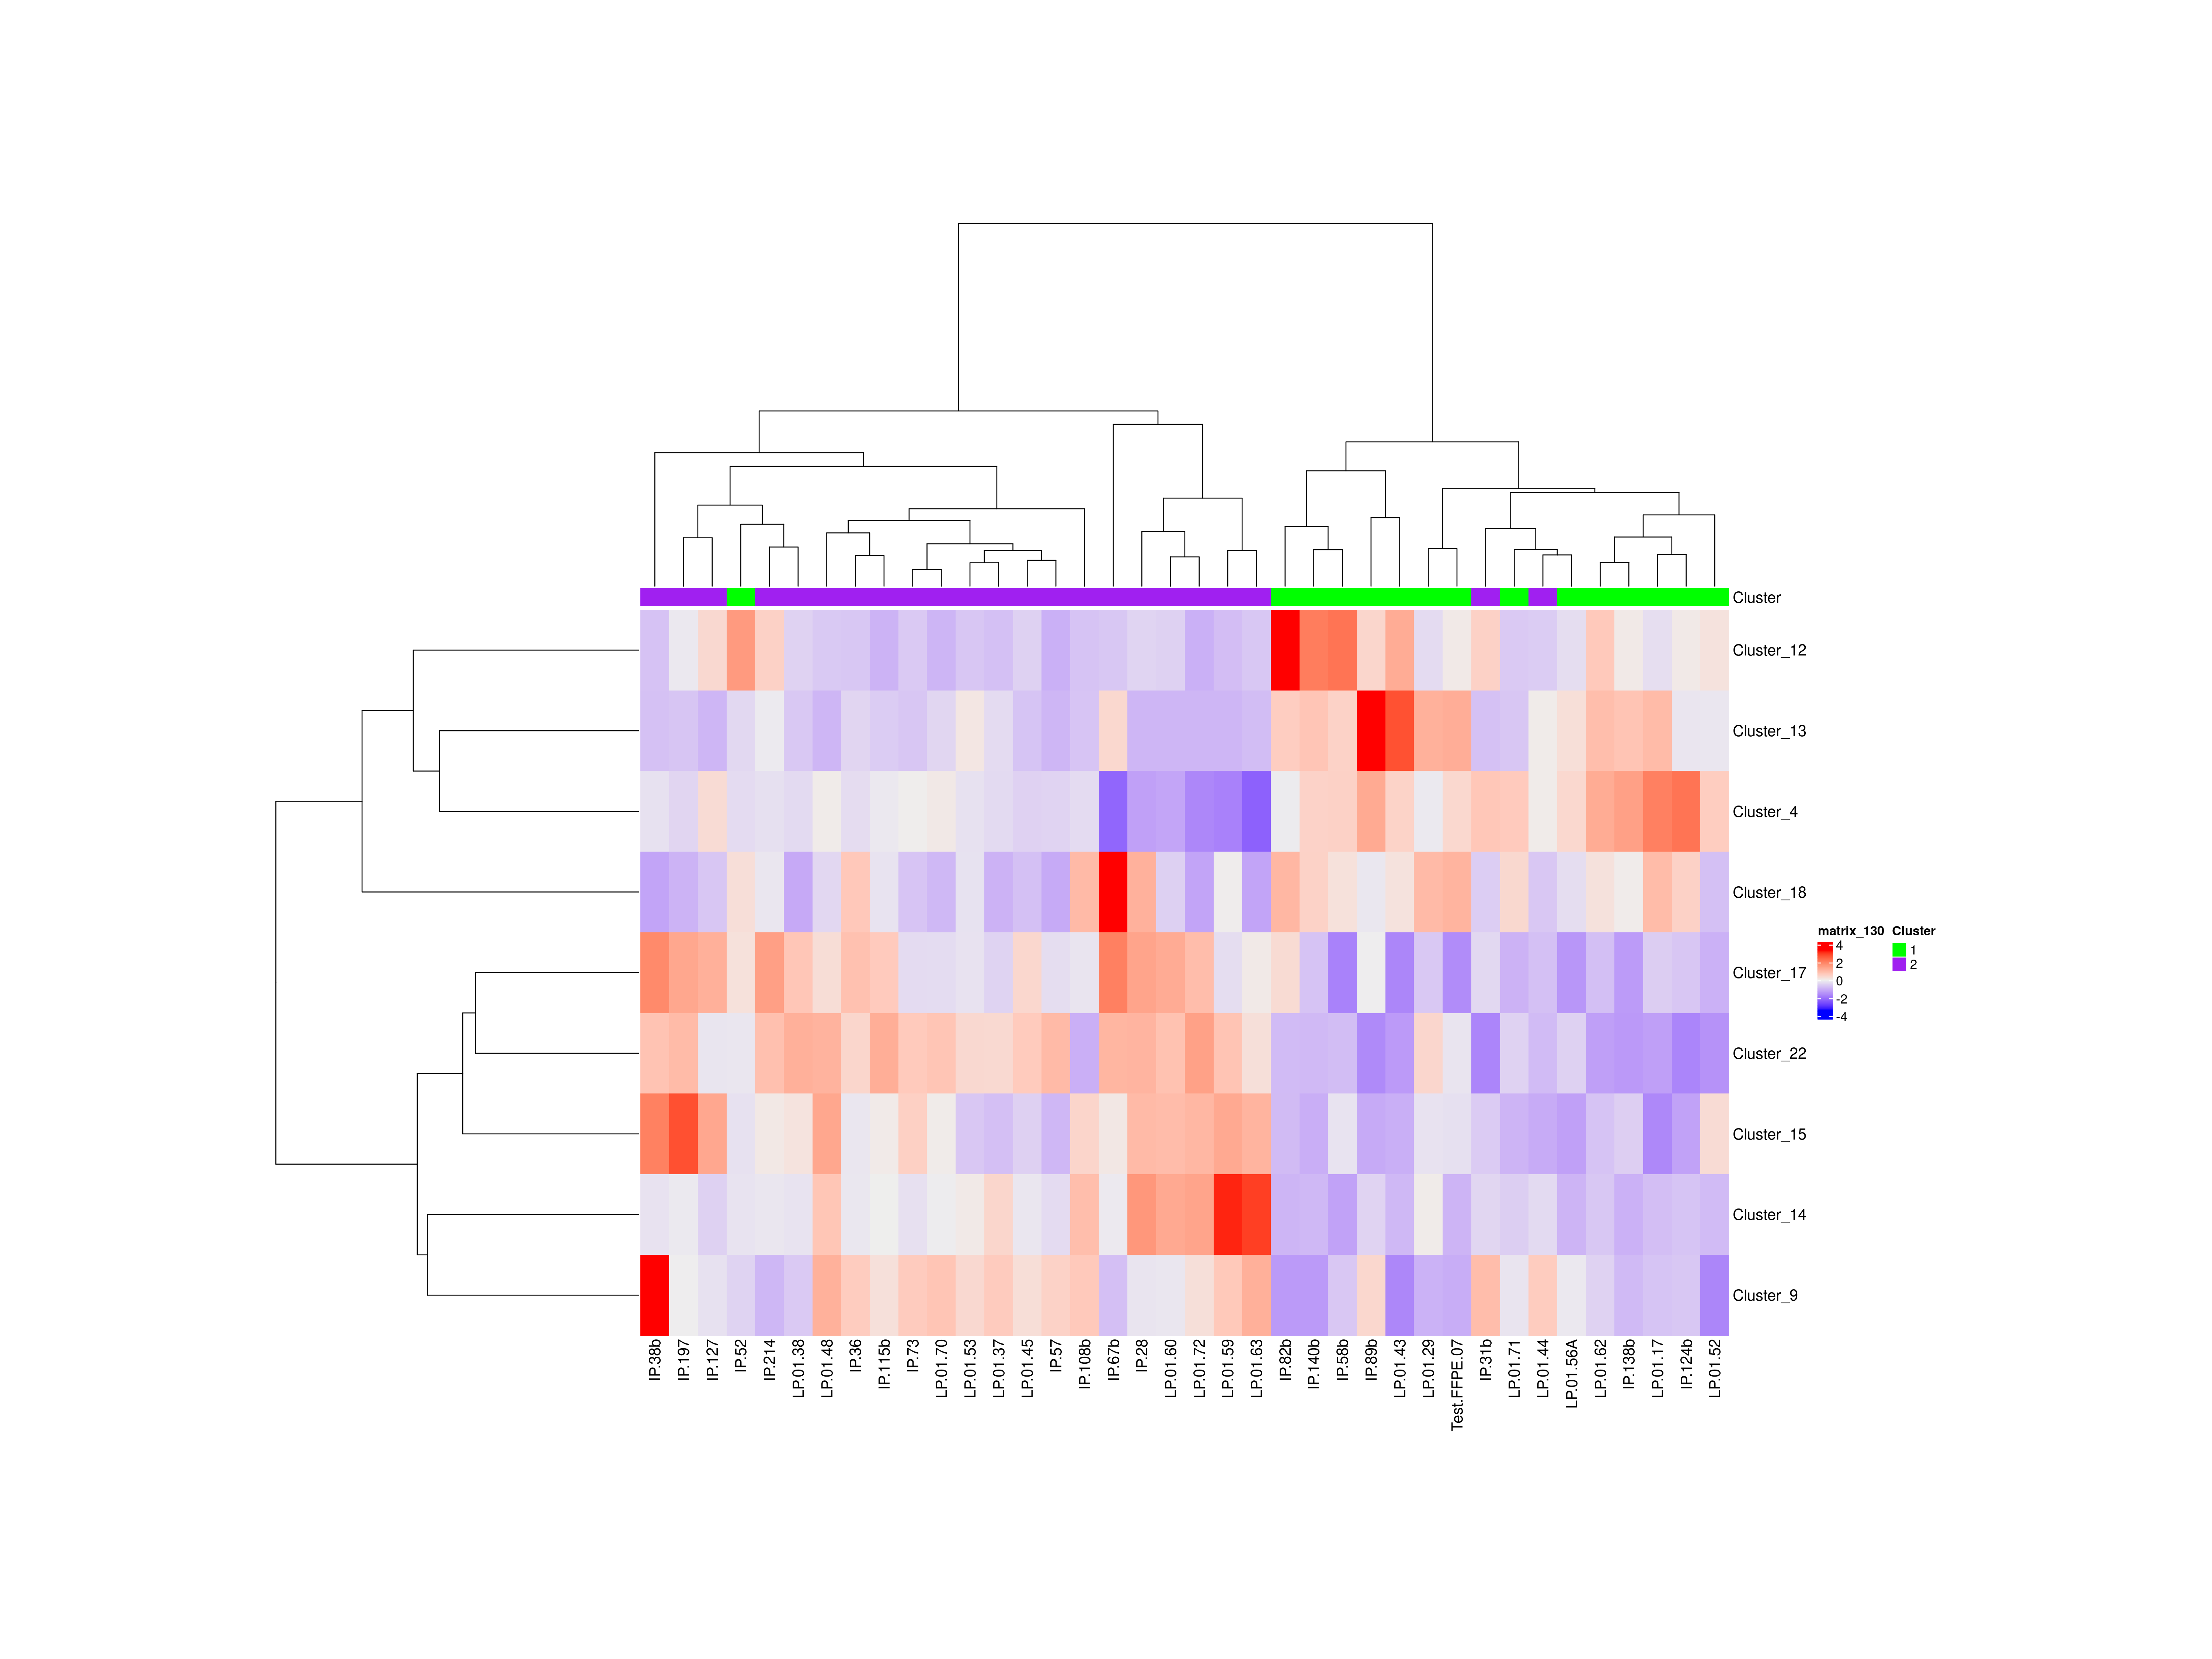 Cluster
Cluster_12
Cluster_13
Cluster_4
Cluster_18
Cluster_17
Cluster_22
Cluster_15
Cluster_14
Cluster_9
matrix_130
4
2
0
-2
-4
Cluster
1
2
IP.38b
IP.197
IP.127
IP.52
IP.214
LP.01.38
LP.01.48
IP.36
IP.115b
IP.73
LP.01.70
LP.01.53
LP.01.37
LP.01.45
IP.57
IP.108b
IP.67b
IP.28
LP.01.60
LP.01.72
LP.01.59
LP.01.63
IP.82b
IP.140b
IP.58b
IP.89b
LP.01.43
LP.01.29
Test.FFPE.07
IP.31b
LP.01.71
LP.01.44
LP.01.56A
LP.01.62
IP.138b
LP.01.17
IP.124b
LP.01.52